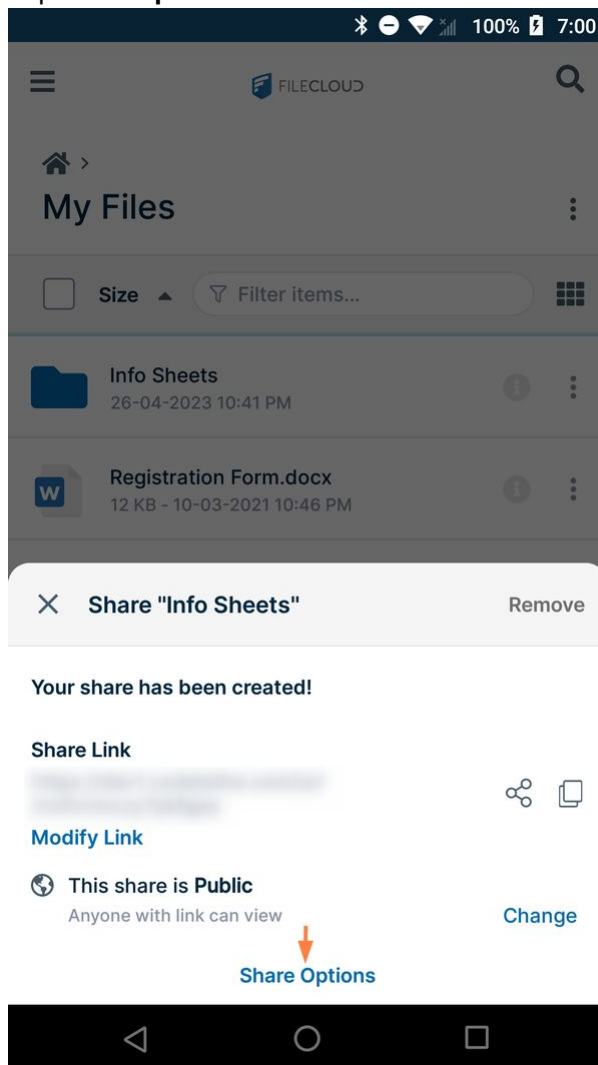 100% 7:00
FILECLOUD
My Files
Size Filter items...
Info Sheets
26-04-2023 10:41 PM
W
Registration Form.docx
12 KB - 10-03-2021 10:46 PM
Share "Info Sheets" Remove
Your share has been created!
Share Link
Modify Link
This share is Public
Anyone with link can view
Change
Share Options